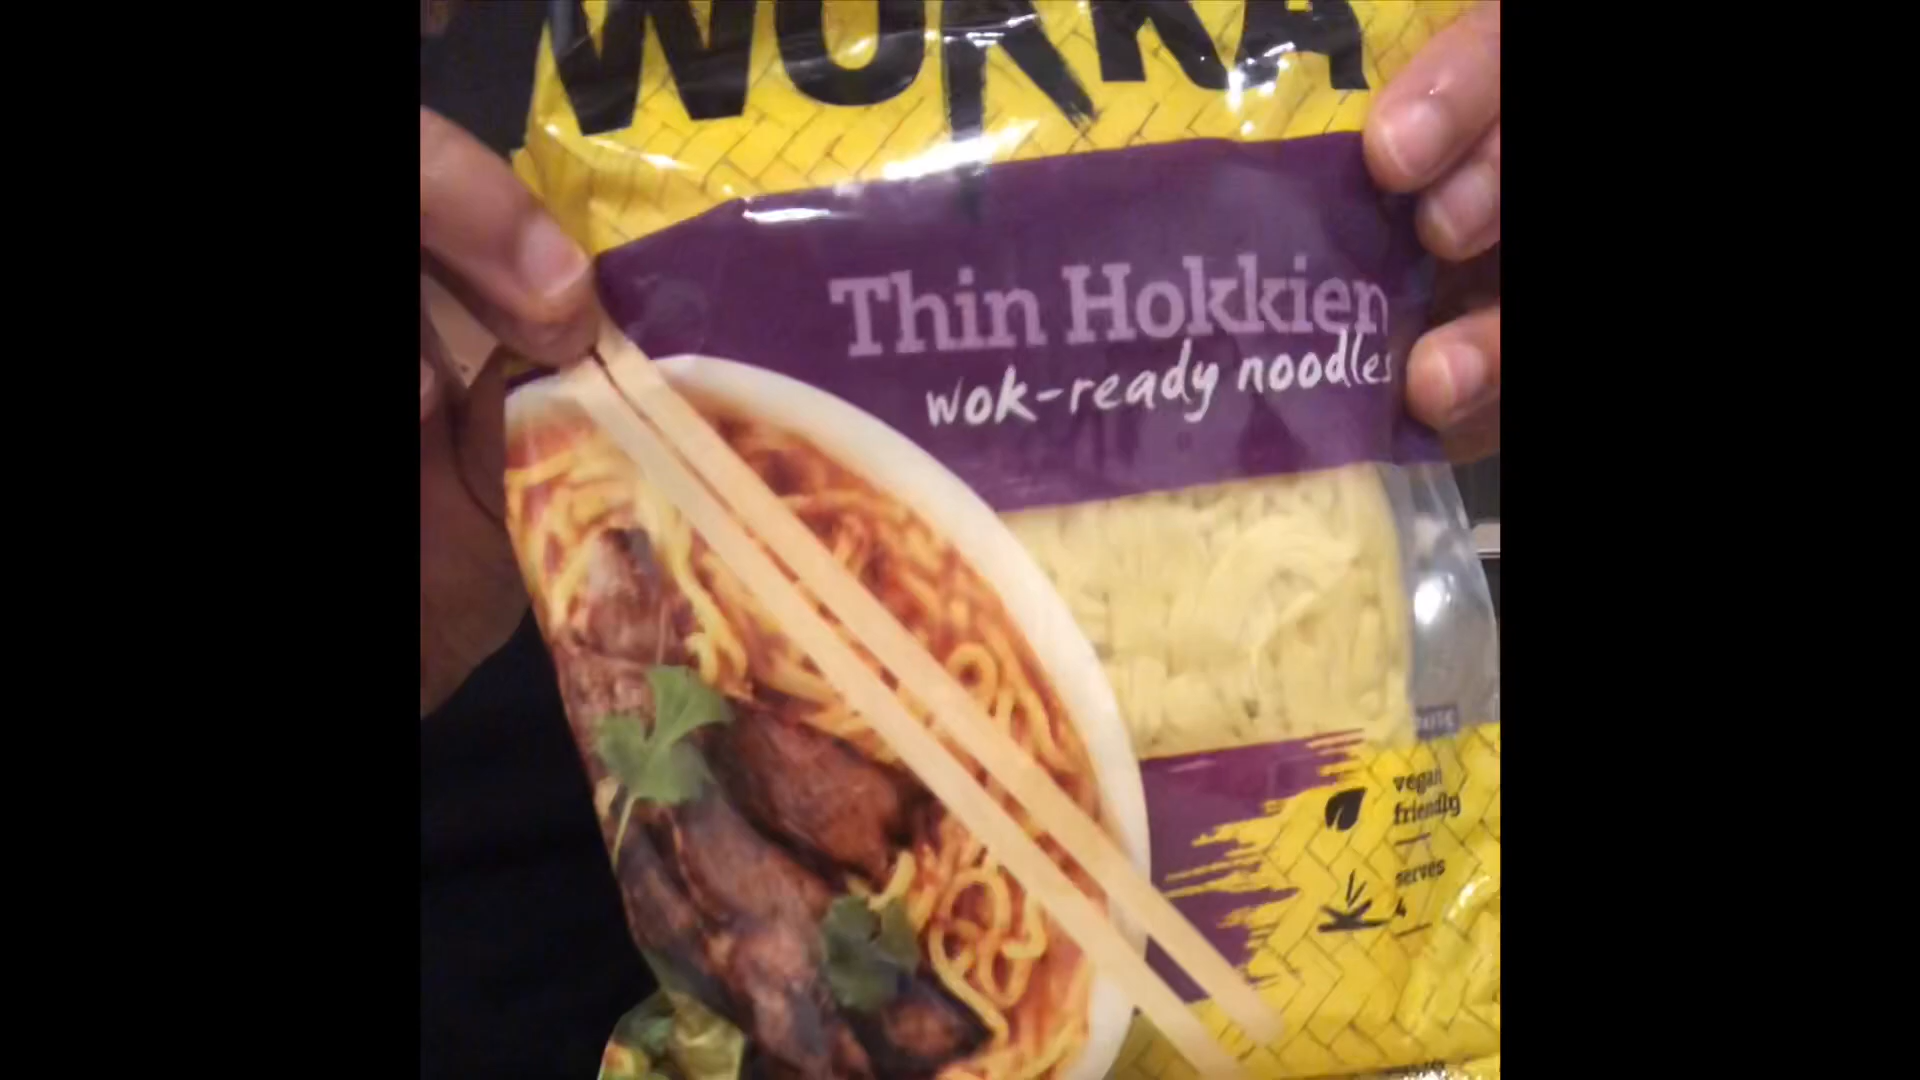 WOKKA
Thin Hokkien
wok-ready noodles
vegan
friendly
serves
4